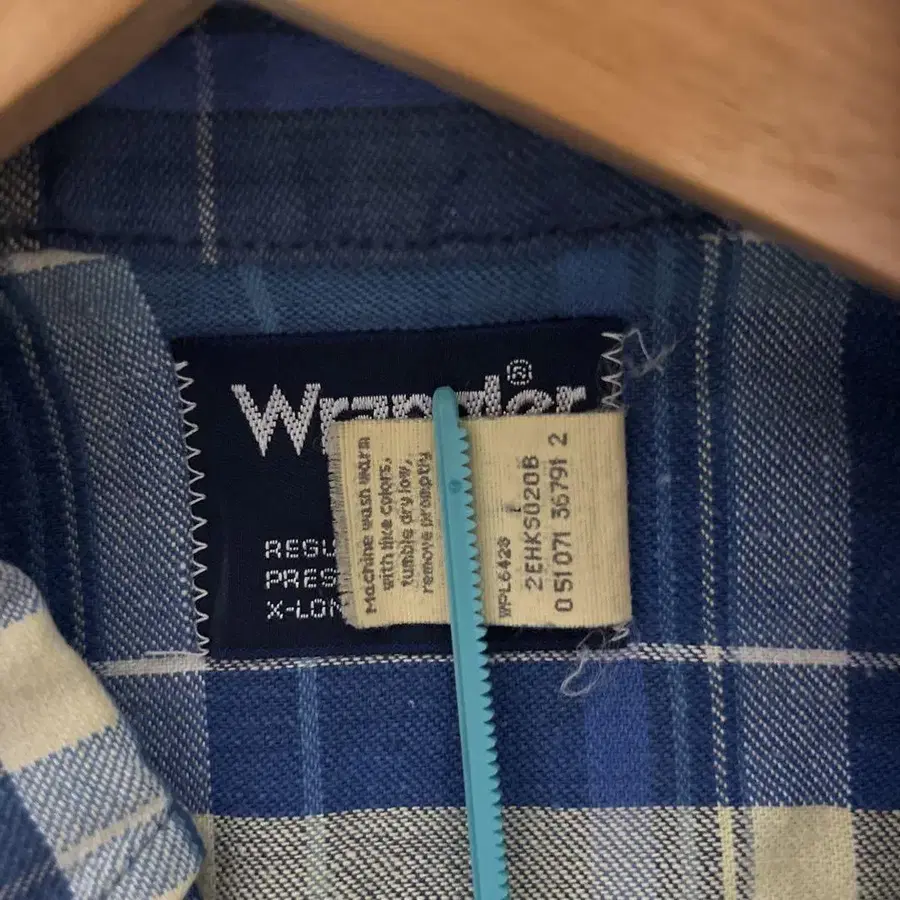 Wrangler®
REGU
PRES
X-LON
Machine wash warm
with like colors,
tumble dry low,
remove promptly
WPL6423
2EHKS020B
0 51071 36791 2